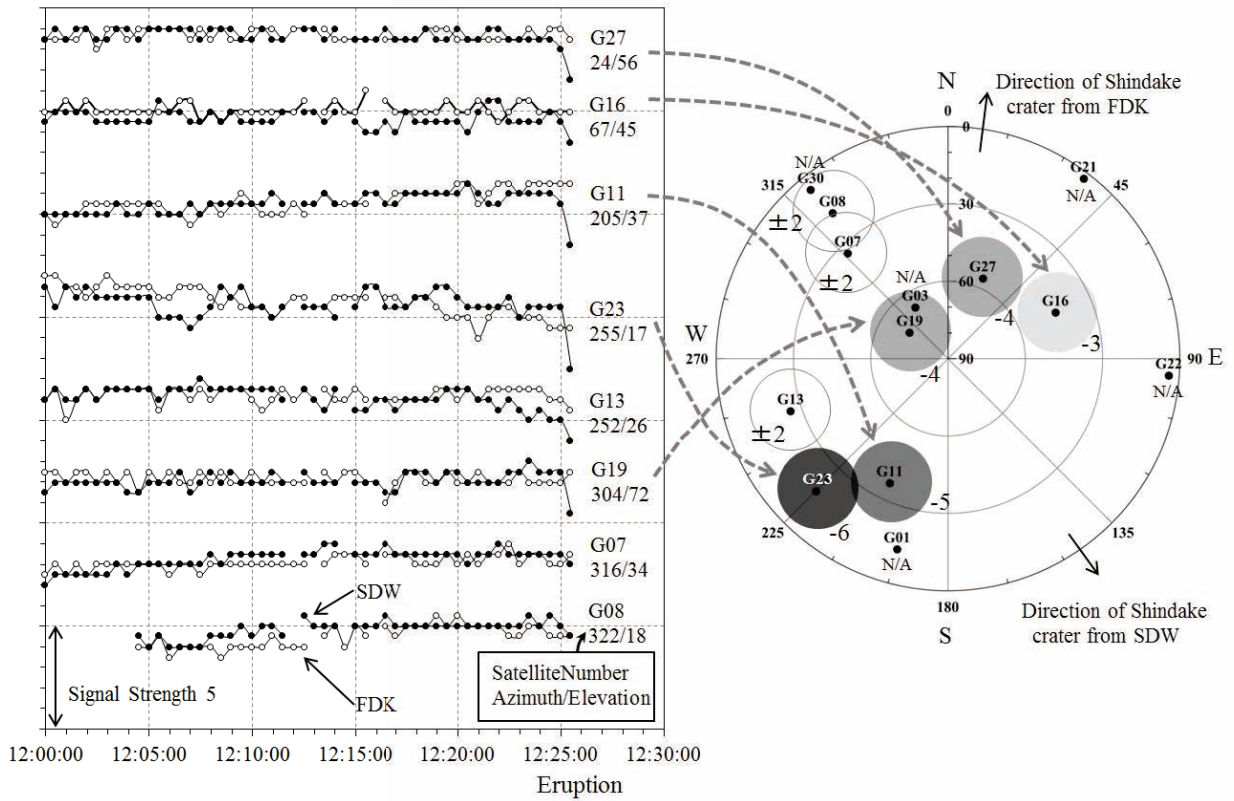 G27
24/56
G16
67/45
G11
205/37
G23
255/17
G13
252/26
G19
304/72
G07
316/34
G08
322/18
SDW
FDK
Signal Strength 5
SatelliteNumber
Azimuth/Elevation
12:00:00 12:05:00 12:10:00 12:15:00 12:20:00 12:25:00 12:30:00
Eruption
N
Direction of Shindake
crater from FDK
0
0
N/A
G30
315
G08
±2
G07
±2
G21
N/A
45
30
N/A
G03
G19
-4
60
G27
-4
G16
-3
W
270
90
G22
N/A
90
E
G13
±2
G23
-6
G11
-5
225
G01
N/A
135
180
S
Direction of Shindake
crater from SDW